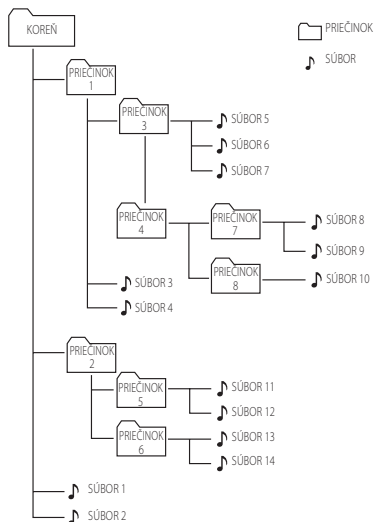 KOREŇ
PRIEČINOK
SÚBOR
PRIEČINOK
1
PRIEČINOK
3
SÚBOR 5
SÚBOR 6
SÚBOR 7
PRIEČINOK
4
PRIEČINOK
7
SÚBOR 8
SÚBOR 9
PRIEČINOK
8
SÚBOR 10
SÚBOR 3
SÚBOR 4
PRIEČINOK
2
PRIEČINOK
5
SÚBOR 11
SÚBOR 12
PRIEČINOK
6
SÚBOR 13
SÚBOR 14
SÚBOR 1
SÚBOR 2